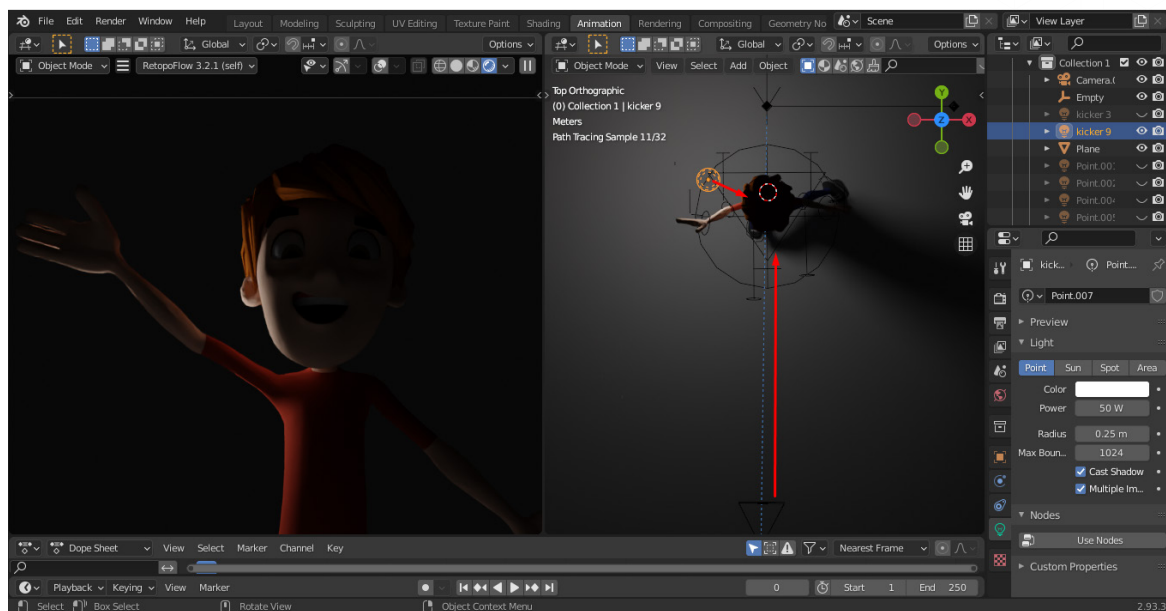 File Edit Render Window Help Layout Modeling Sculpting UV Editing Texture Paint Shading Animation Rendering Compositing Geometry No Scene View Layer
Global Options Global Options
Object Mode RetopoFlow 3.2.1 (self) Object Mode View Select Add Object
Top Orthographic
(0) Collection 1 | kicker 9
Meters
Path Tracing Sample 11/32
Y
Z
X
Collection 1
Camera.(
Empty
kicker 3
kicker 9
Plane
Point.00
Point.002
Point.004
Point.005
kick... Point....
Point.007
Preview
Light
Point Sun Spot Area
Color
Power 50 W
Radius 0.25 m
Max Boun... 1024
Cast Shadow
Multiple Im...
Nodes
Use Nodes
Custom Properties
Dope Sheet View Select Marker Channel Key Nearest Frame
Playback Keying View Marker 0 Start 1 End 250
Select Box Select Rotate View Object Context Menu 2.93.3